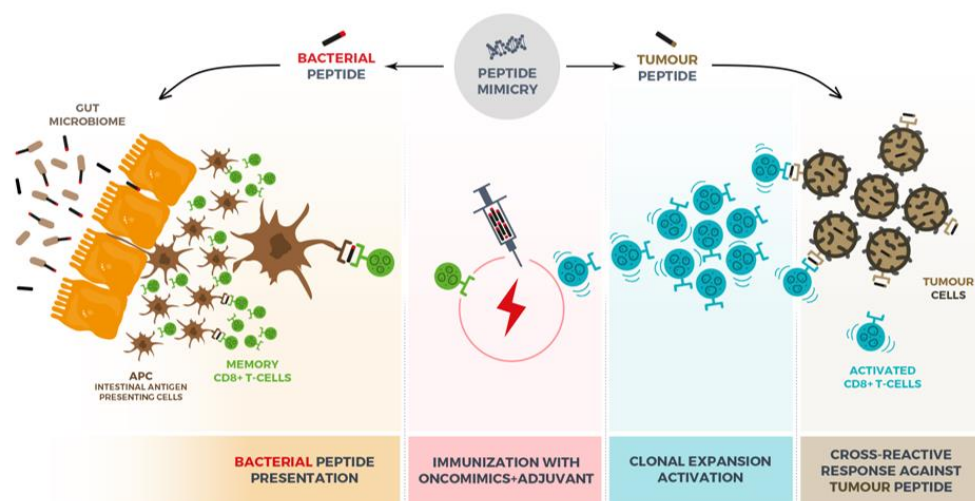 BACTERIAL
PEPTIDE
PEPTIDE
MIMICRY
TUMOUR
PEPTIDE
GUT
MICROBIOME
APC
INTESTINAL ANTIGEN
PRESENTING CELLS
MEMORY
CD8+ T-CELLS
TUMOUR
CELLS
ACTIVATED
CD8+ T-CELLS
BACTERIAL PEPTIDE
PRESENTATION
IMMUNIZATION WITH
ONCOMIMICS+ADJUVANT
CLONAL EXPANSION
ACTIVATION
CROSS-REACTIVE
RESPONSE AGAINST
TUMOUR PEPTIDE